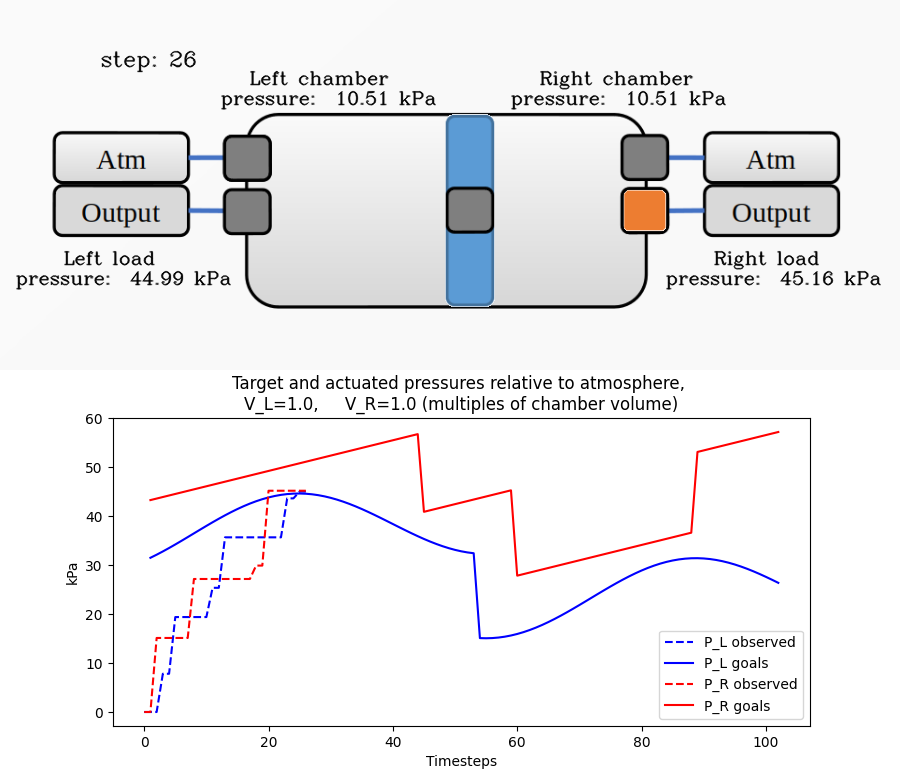 step: 26
Left chamber
pressure: 10.51 kPa
Right chamber
pressure: 10.51 kPa
Atm
Output
Atm
Output
Left load
pressure: 44.99 kPa
Right load
pressure: 45.16 kPa
Target and actuated pressures relative to atmosphere,
V_L=1.0, V_R=1.0 (multiples of chamber volume)
60
50
40
30
20
10
0
kPa
0 20 40 60 80 100
Timesteps
P_L observed
P_L goals
P_R observed
P_R goals